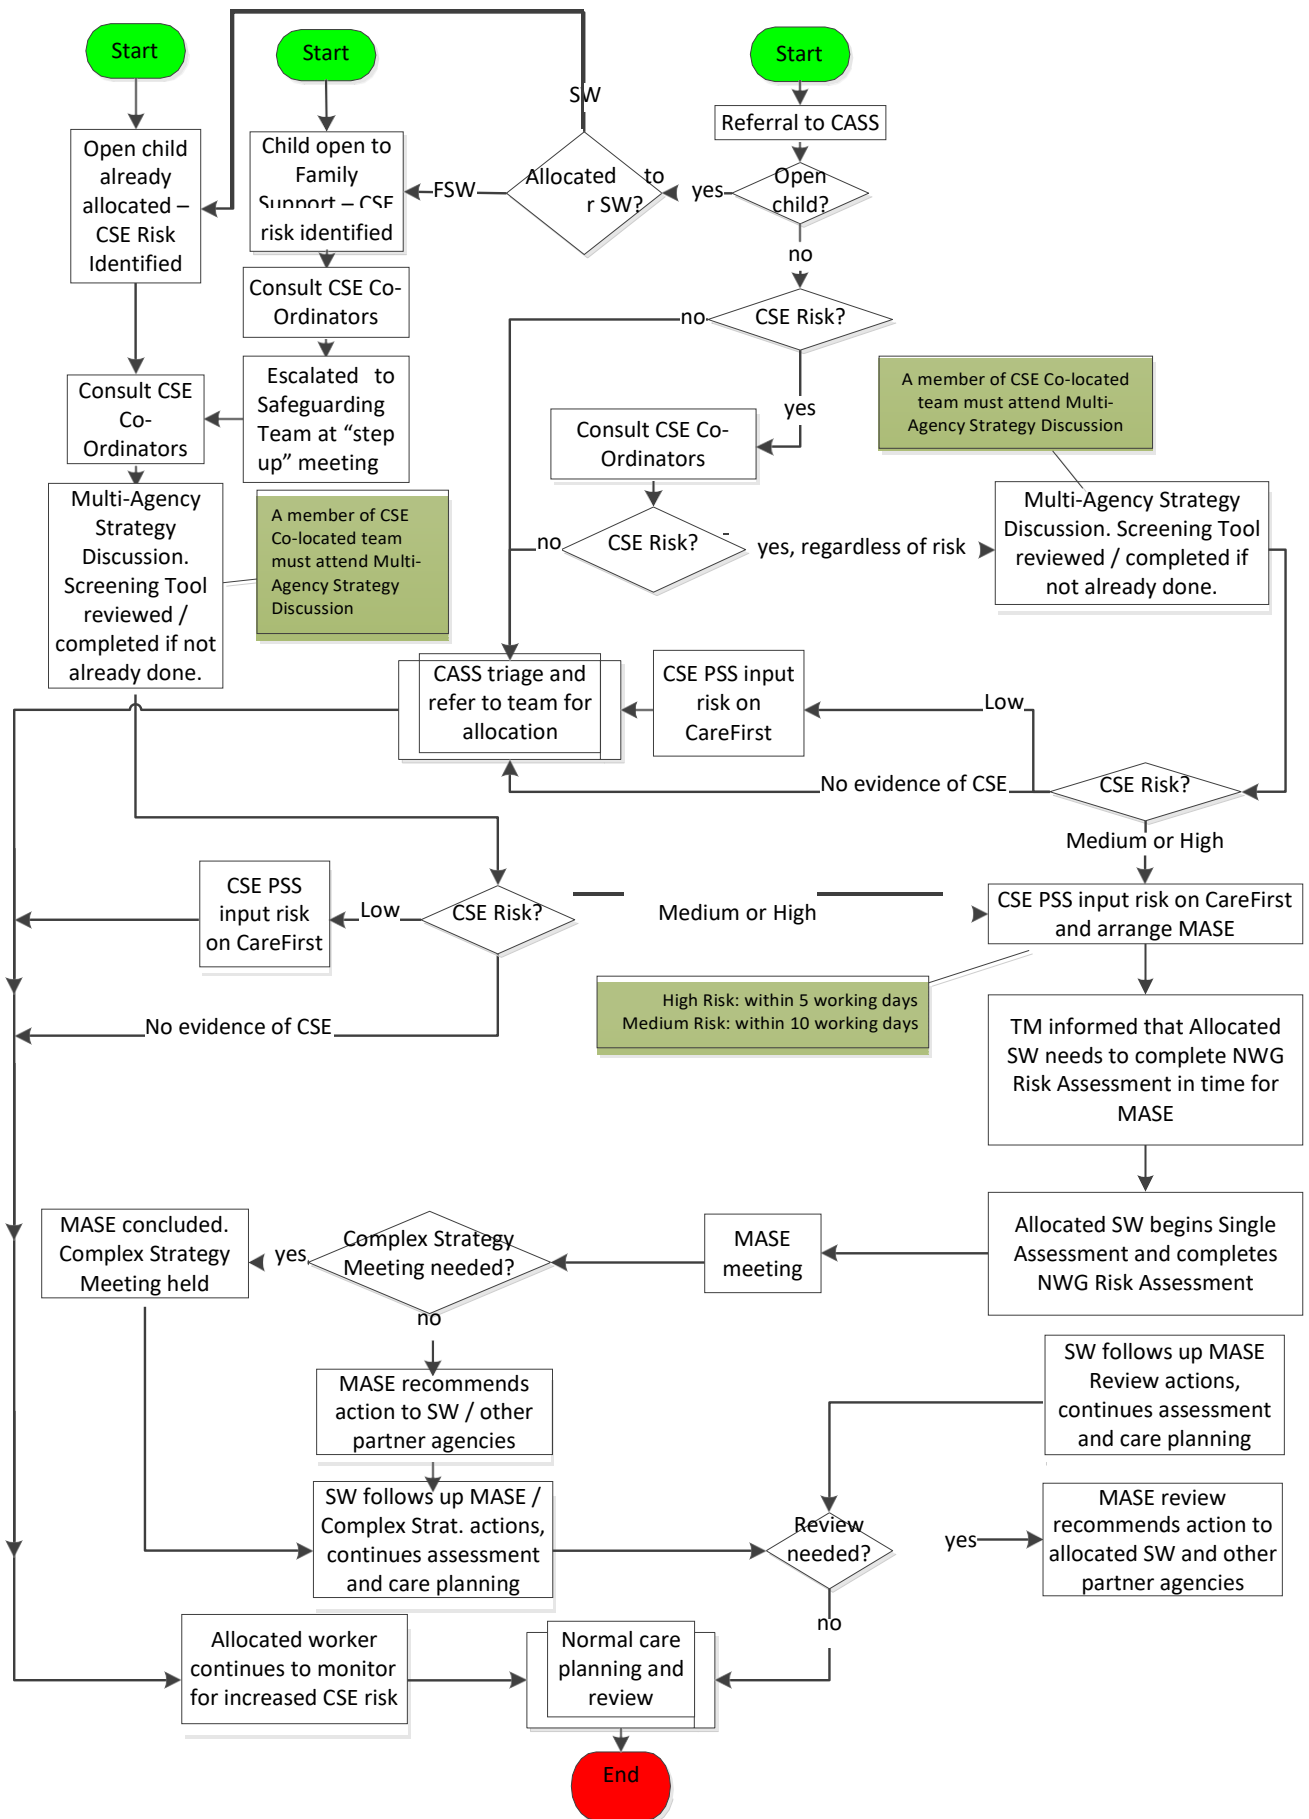 Start
Start
Start
SW
Referral to CASS
Open child
already
allocated –
CSE Risk
Identified
Child open to
Family
Support – CSE
risk identified
FSW
Allocated to
r SW?
yes
Open
child?
no
Consult CSE Co-
Ordinators
CSE Risk?
no
yes
Consult CSE
Co-
Ordinators
Escalated to
Safeguarding
Team at “step
up” meeting
A member of CSE Co-located
team must attend Multi-
Agency Strategy Discussion
Consult CSE Co-
Ordinators
Multi-Agency
Strategy
Discussion.
Screening Tool
reviewed /
completed if not
already done.
A member of CSE
Co-located team
must attend Multi-
Agency Strategy
Discussion
no
CSE Risk?
yes, regardless of risk
Multi-Agency Strategy
Discussion. Screening Tool
reviewed / completed if
not already done.
CASS triage and
refer to team for
allocation
CSE PSS input
risk on
CareFirst
Low
No evidence of CSE
CSE Risk?
Medium or High
CSE PSS
input risk
on CareFirst
Low
CSE Risk?
Medium or High
CSE PSS input risk on CareFirst
and arrange MASE
No evidence of CSE
High Risk: within 5 working days
Medium Risk: within 10 working days
TM informed that Allocated
SW needs to complete NWG
Risk Assessment in time for
MASE
MASE concluded.
Complex Strategy
Meeting held
yes
Complex Strategy
Meeting needed?
no
MASE
meeting
Allocated SW begins Single
Assessment and completes
NWG Risk Assessment
MASE recommends
action to SW / other
partner agencies
SW follows up MASE
Review actions,
continues assessment
and care planning
SW follows up MASE /
Complex Strat. actions,
continues assessment
and care planning
Review
needed?
yes
MASE review
recommends action to
allocated SW and other
partner agencies
no
Allocated worker
continues to monitor
for increased CSE risk
Normal care
planning and
review
End